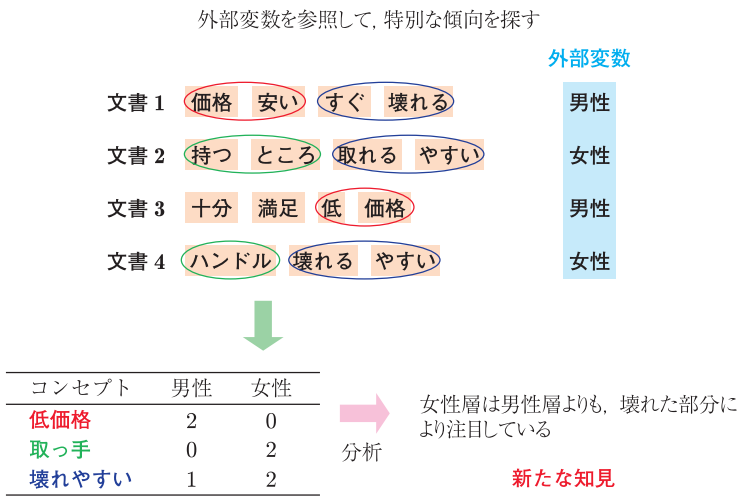 外部変数を参照して，特別な傾向を探す
外部変数
文書 1 価格 安い すぐ 壊れる 男性
文書 2 持つ ところ 取れる やすい 女性
文書 3 十分 満足 低 価格 男性
文書 4 ハンドル 壊れる やすい 女性
コンセプト 男性 女性
低価格 2 0
取っ手 0 2
壊れやすい 1 2
分析
女性層は男性層よりも，壊れた部分に
より注目している
新たな知見